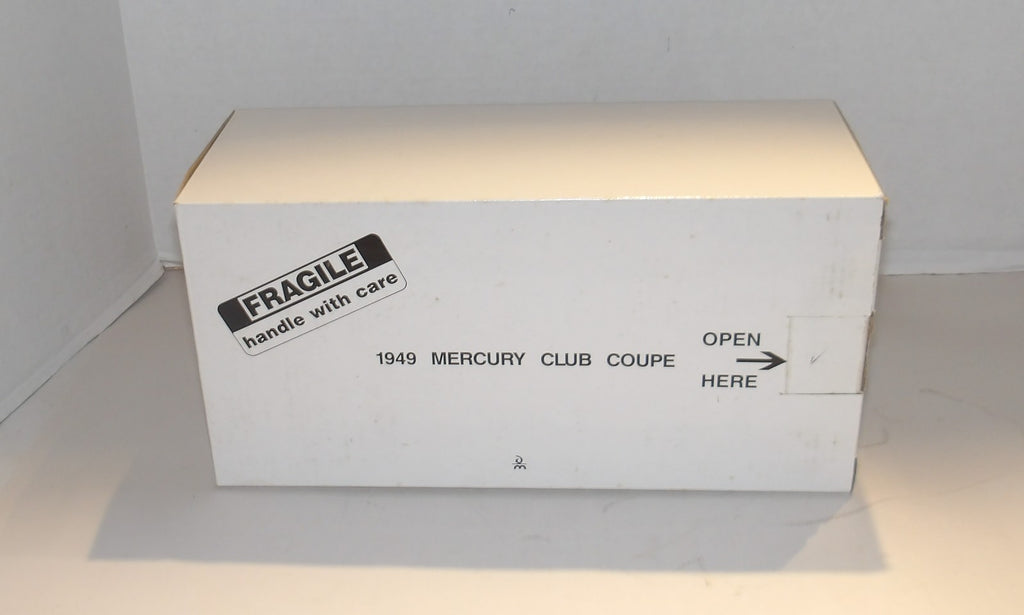 FRAGILE
handle with care
1949 MERCURY CLUB COUPE
OPEN
HERE